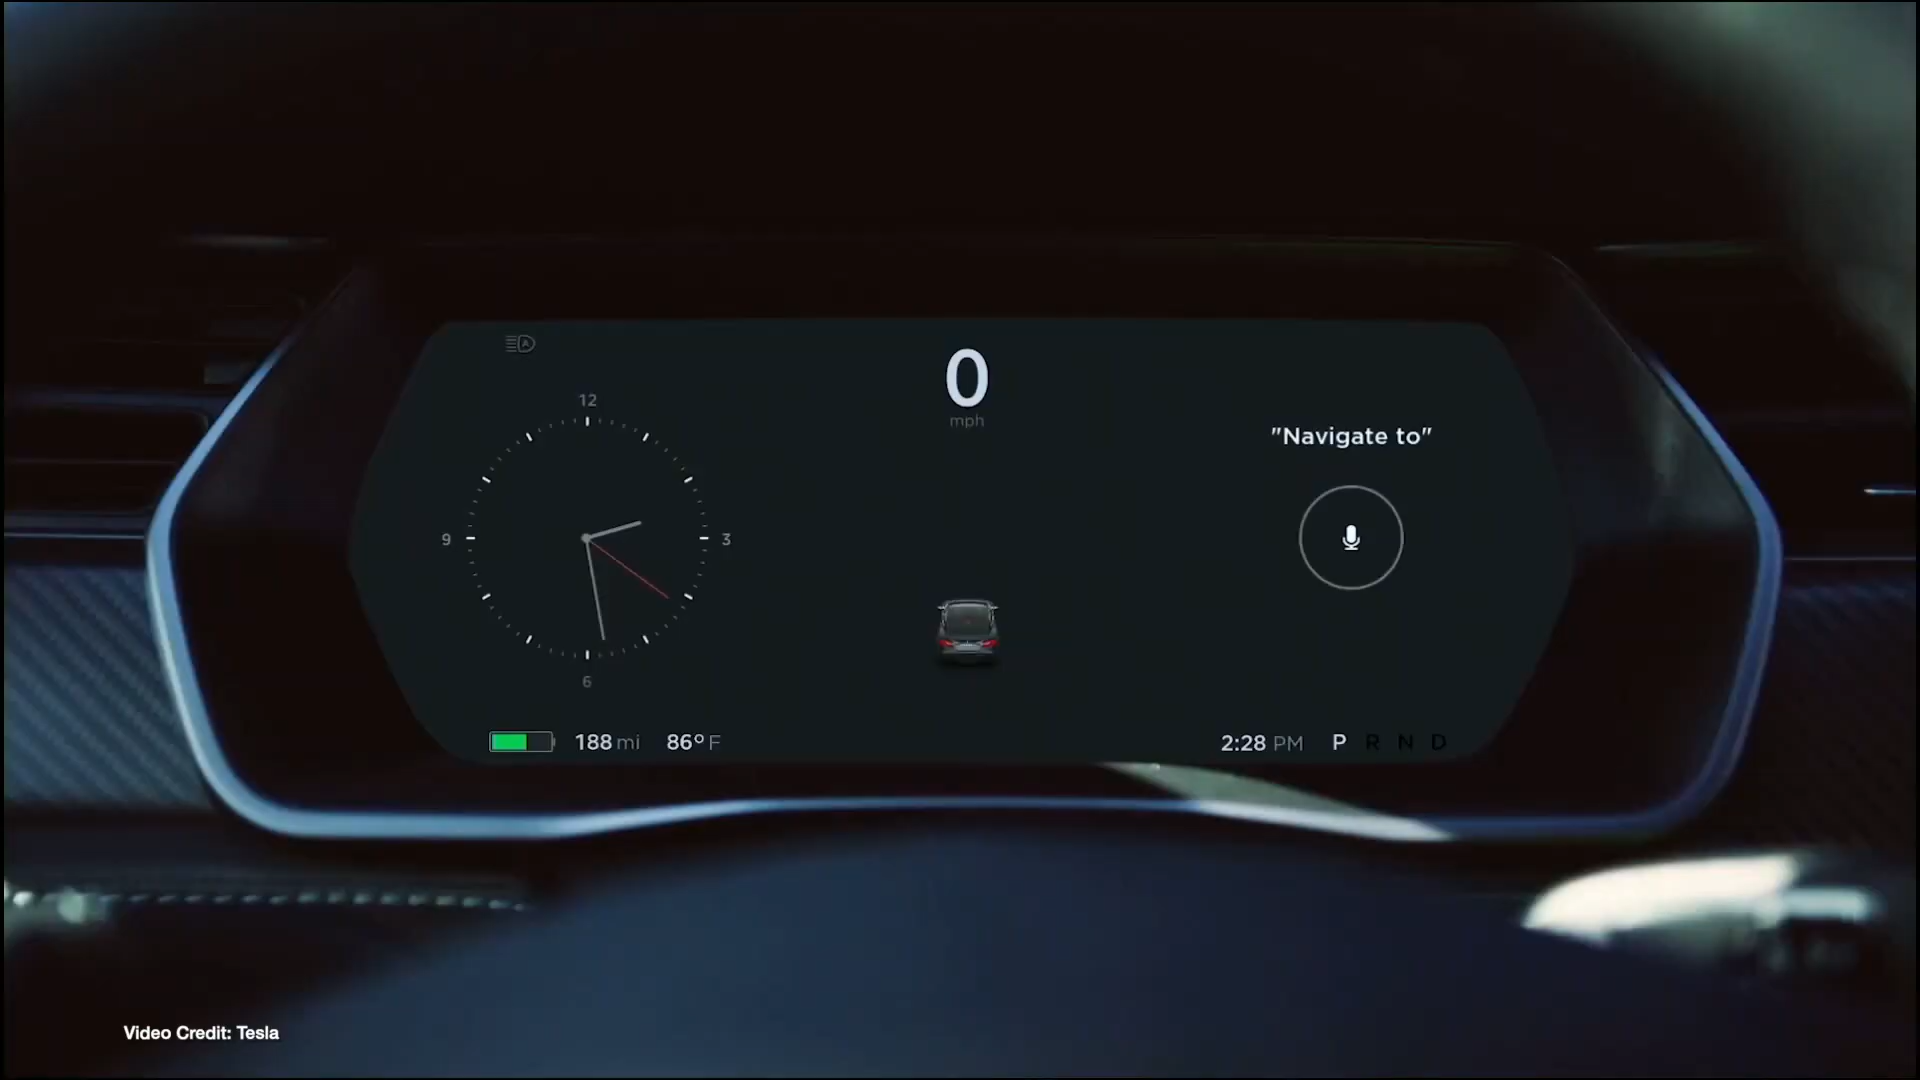 0
mph
12
9
3
6
"Navigate to"
188 mi
86° F
2:28 PM
P R N D
Video Credit: Tesla